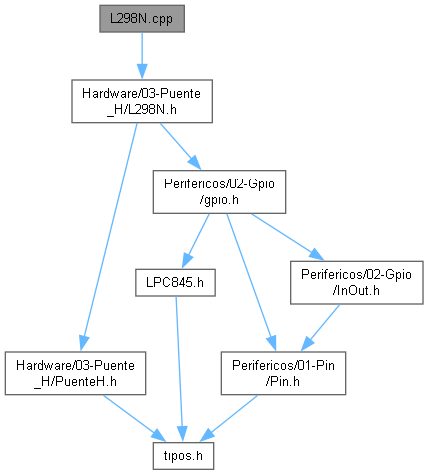 L298N.cpp
Hardware/03-Puente
_H/L298N.h
Perifericos/02-Gpio
/gpio.h
LPC845.h
Perifericos/02-Gpio
/InOut.h
Hardware/03-Puente
_H/PuenteH.h
Perifericos/01-Pin
/Pin.h
tipos.h